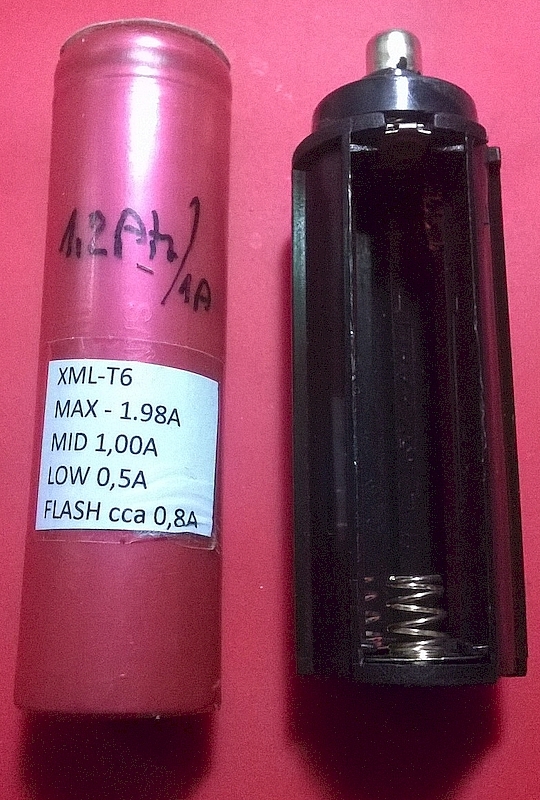 1,2Ah/1A
XML-T6
MAX - 1.98A
MID 1,00A
LOW 0,5A
FLASH cca 0,8A